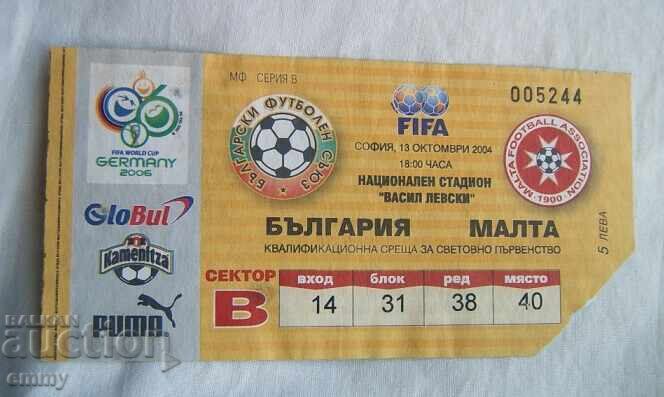 FIFA WORLD CUP
GERMANY
2006
GloBul
Kamenitza
PUMA
МФ СЕРИЯ В
БЪЛГАРСКИ ФУТБОЛЕН СЪЮЗ
FIFA
005244
СОФИЯ, 13 ОКТОМВРИ 2004
18:00 ЧАСА
НАЦИОНАЛЕН СТАДИОН
"ВАСИЛ ЛЕВСКИ"
MALTA FOOTBALL ASSOCIATION
1900
БЪЛГАРИЯ МАЛТА
КВАЛИФИКАЦИОННА СРЕЩА ЗА СВЕТОВНО ПЪРВЕНСТВО
5 ЛЕВА
СЕКТОР вход блок ред място
B 14 31 38 40
БАЛКАН
auction
emmy